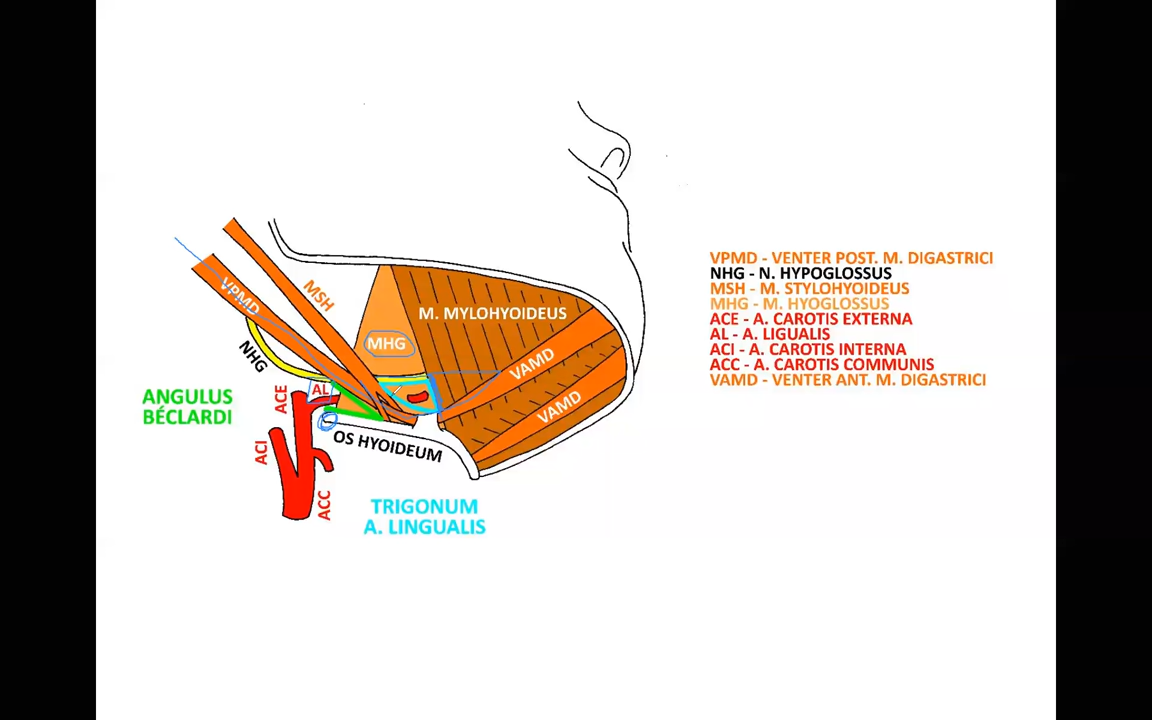 VPMD
MSH
NHG
MHG
M. MYLOHYOIDEUS
VAMD
VAMD
AL
ACE
ACI
ACC
OS HYOIDEUM
ANGULUS
BÉCLARDI
TRIGONUM
A. LINGUALIS
VPMD - VENTER POST. M. DIGASTRICI
NHG - N. HYPOGLOSSUS
MSH - M. STYLOHYOIDEUS
MHG - M. HYOGLOSSUS
ACE - A. CAROTIS EXTERNA
AL - A. LIGUALIS
ACI - A. CAROTIS INTERNA
ACC - A. CAROTIS COMMUNIS
VAMD - VENTER ANT. M. DIGASTRICI